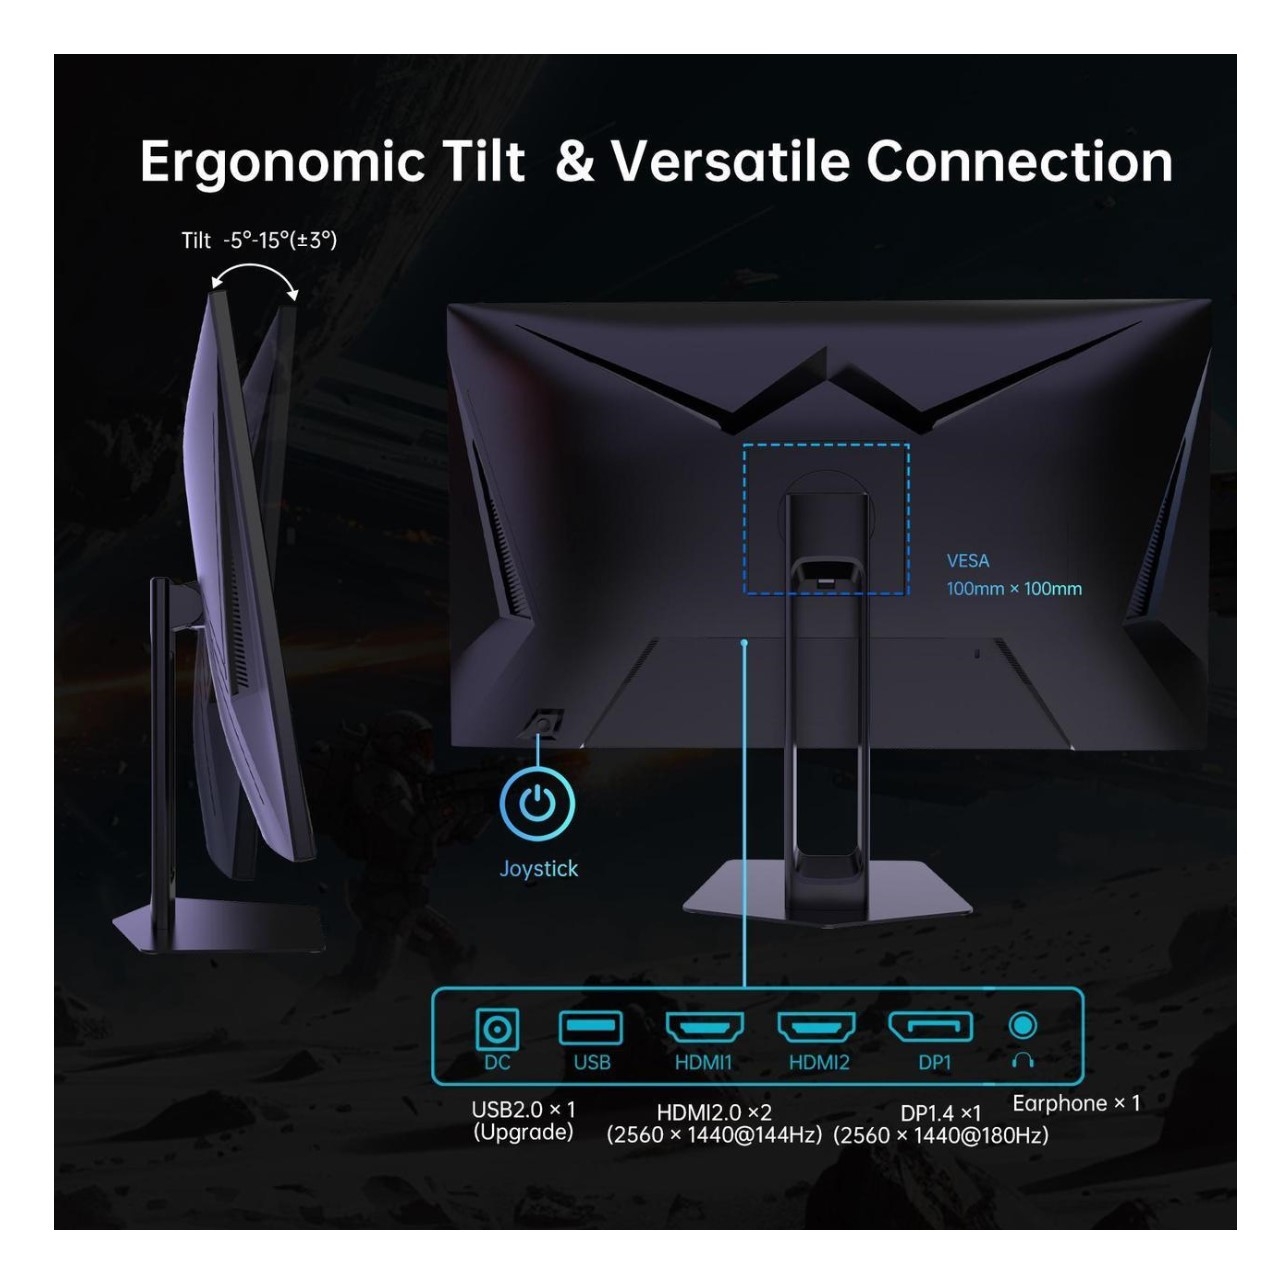 Ergonomic Tilt & Versatile Connection
Tilt -5°-15°(±3°)
VESA
100mm × 100mm
Joystick
DC USB HDMI1 HDMI2 DP1
USB2.0 × 1 HDMI2.0 ×2 DP1.4 ×1 Earphone × 1
(Upgrade) (2560 × 1440@144Hz) (2560 × 1440@180Hz)